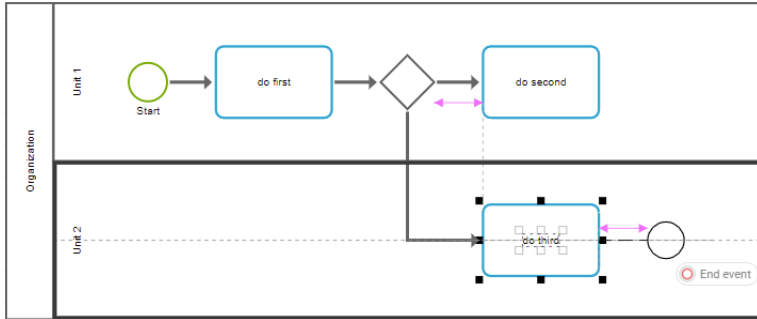 Organization
Unit 1
Start
do first
do second
Unit 2
do third
End event